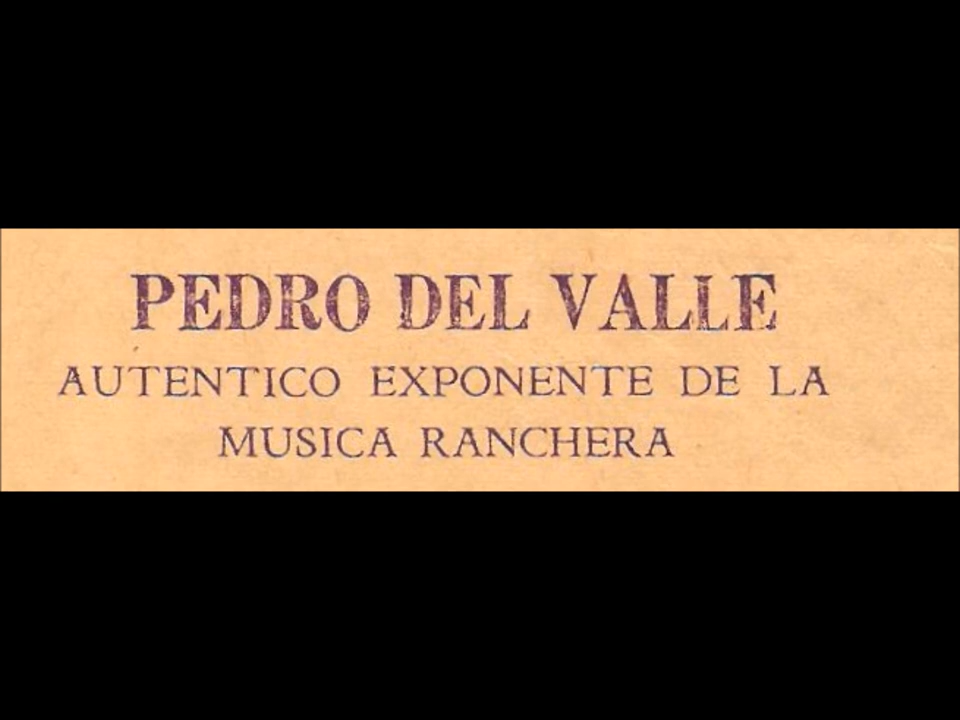 PEDRO DEL VALLE
AUTENTICO EXPONENTE DE LA
MUSICA RANCHERA